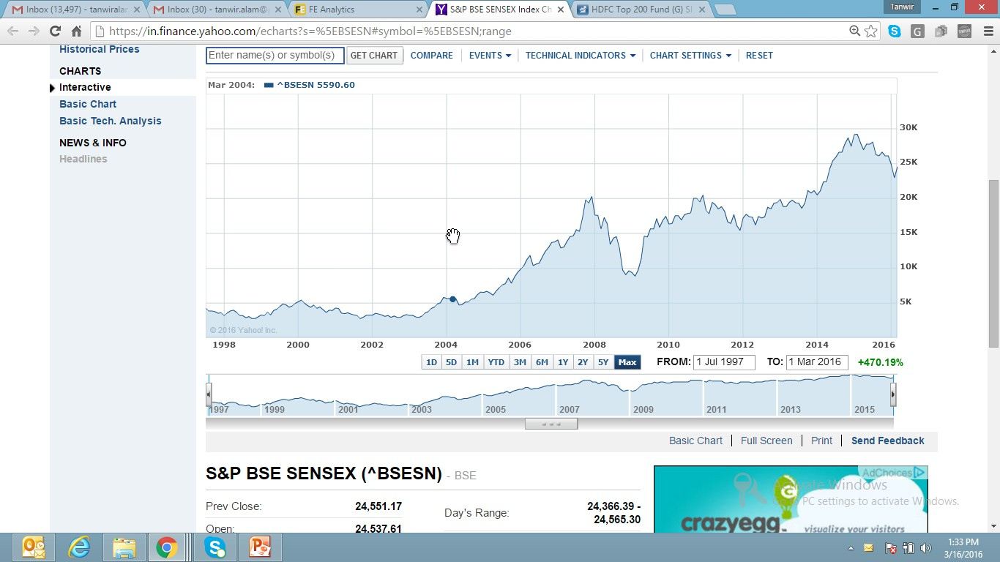 Inbox (13,497) - tanwiralar
Inbox (30) - tanwir.alam@
FE Analytics
S&P BSE SENSEX Index Ch
HDFC Top 200 Fund (G) S
Tanwir
https://in.finance.yahoo.com/echarts?s=%5EBSESN#symbol=%5EBSESN;range
Historical Prices
CHARTS
Interactive
Basic Chart
Basic Tech. Analysis
NEWS & INFO
Headlines
Enter name(s) or symbol(s) GET CHART COMPARE EVENTS TECHNICAL INDICATORS CHART SETTINGS RESET
Mar 2004: ^BSESN 5590.60
30K
25K
20K
15K
10K
5K
© 2016 Yahoo! Inc.
1998 2000 2002 2004 2006 2008 2010 2012 2014 2016
1D 5D 1M YTD 3M 6M 1Y 2Y 5Y Max FROM: 1 Jul 1997 TO: 1 Mar 2016 +470.19%
1997 1999 2001 2003 2005 2007 2009 2011 2013 2015
Basic Chart Full Screen Print Send Feedback
S&P BSE SENSEX (^BSESN) - BSE
Prev Close: 24,551.17
Open: 24,537.61
Day's Range: 24,366.39 -
24,565.30
AdChoices
Activate Windows
PC settings to activate Windows.
crazyegg
visualize your visitors
1:33 PM
3/16/2016